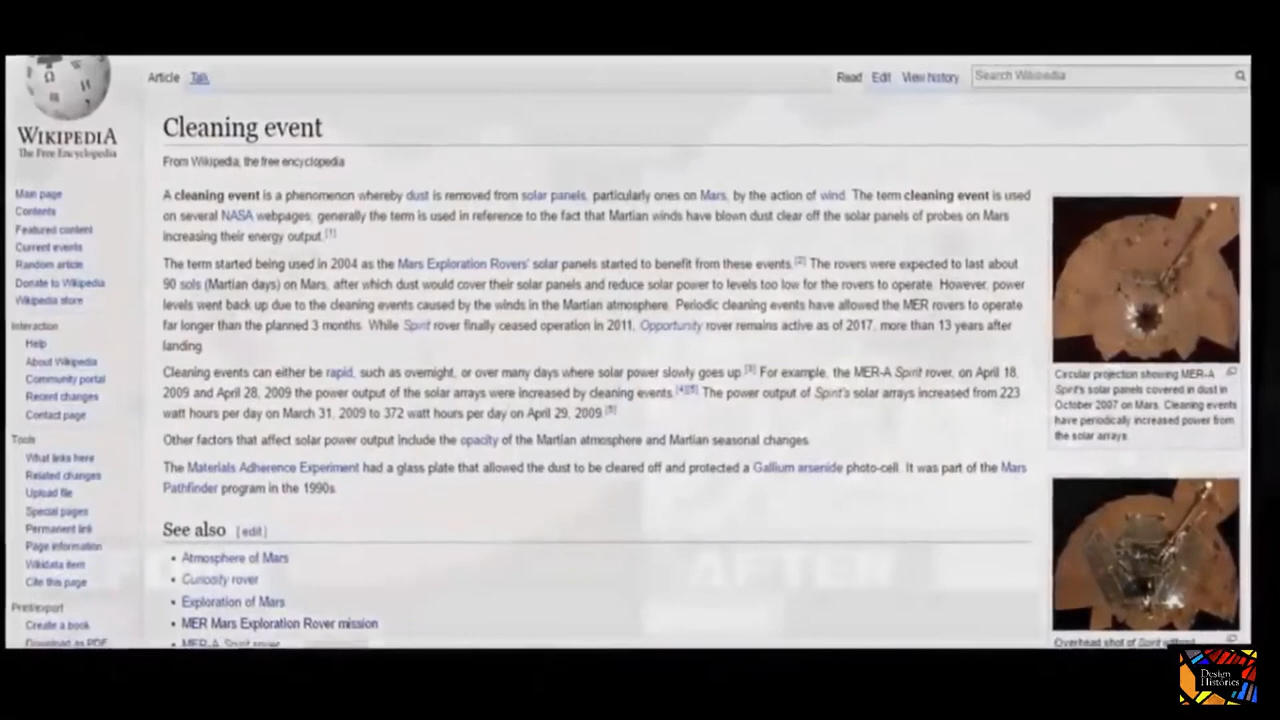 WIKIPEDIA
The Free Encyclopedia
Main page
Contents
Featured content
Current events
Random article
Donate to Wikipedia
Wikipedia store
Interaction
Help
About Wikipedia
Community portal
Recent changes
Contact page
Tools
What links here
Related changes
Upload file
Special pages
Permanent link
Page information
Wikidata item
Cite this page
Print/export
Create a book
Download as PDF
Article Talk
Read Edit View history Search Wikipedia
Cleaning event
From Wikipedia, the free encyclopedia
A cleaning event is a phenomenon whereby dust is removed from solar panels, particularly ones on Mars, by the action of wind. The term cleaning event is used
on several NASA webpages; generally the term is used in reference to the fact that Martian winds have blown dust clear off the solar panels of probes on Mars
increasing their energy output.[1]
The term started being used in 2004 as the Mars Exploration Rovers' solar panels started to benefit from these events.[2] The rovers were expected to last about
90 sols (Martian days) on Mars, after which dust would cover their solar panels and reduce solar power to levels too low for the rovers to operate. However, power
levels went back up due to the cleaning events caused by the winds in the Martian atmosphere. Periodic cleaning events have allowed the MER rovers to operate
far longer than the planned 3 months. While Spirit rover finally ceased operation in 2011, Opportunity rover remains active as of 2017, more than 13 years after
landing.
Cleaning events can either be rapid, such as overnight, or over many days where solar power slowly goes up.[3] For example, the MER-A Spirit rover, on April 18,
2009 and April 28, 2009 the power output of the solar arrays were increased by cleaning events.[4][5] The power output of Spirit's solar arrays increased from 223
watt hours per day on March 31, 2009 to 372 watt hours per day on April 29, 2009.[5]
Other factors that affect solar power output include the opacity of the Martian atmosphere and Martian seasonal changes.
The Materials Adherence Experiment had a glass plate that allowed the dust to be cleared off and protected a Gallium arsenide photo-cell. It was part of the Mars
Pathfinder program in the 1990s.
See also [edit]
• Atmosphere of Mars
• Curiosity rover
• Exploration of Mars
• MER Mars Exploration Rover mission
• MER-A Spirit rover
Circular projection showing MER-A
Spirit's solar panels covered in dust in
October 2007 on Mars. Cleaning events
have periodically increased power from
the solar arrays.
Overhead shot of Spirit
AFTER
Design
Histories